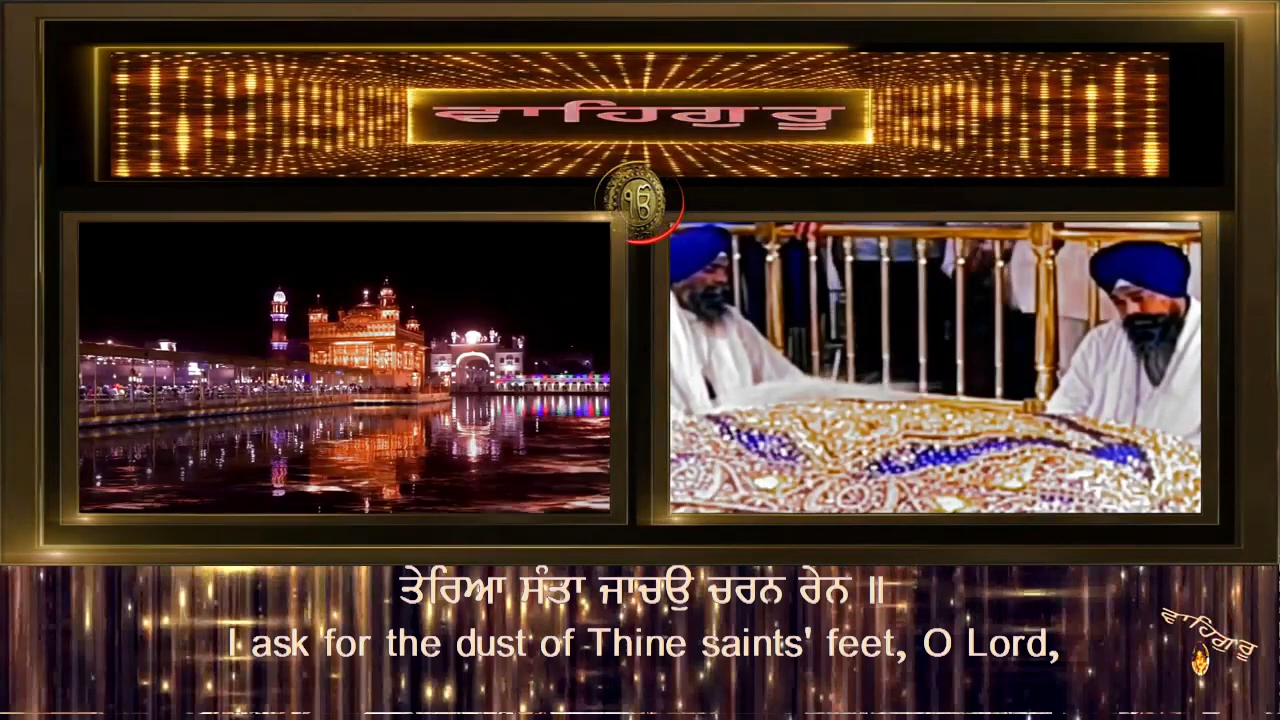 ਵਾਹਿਗੁਰੂ
ੴ
ਤੇਰਿਆ ਸੰਤਾ ਜਾਚਉ ਚਰਨ ਰੇਨ ॥
I ask for the dust of Thine saints' feet, O Lord,
ਵਾਹਿਗੁਰੂ